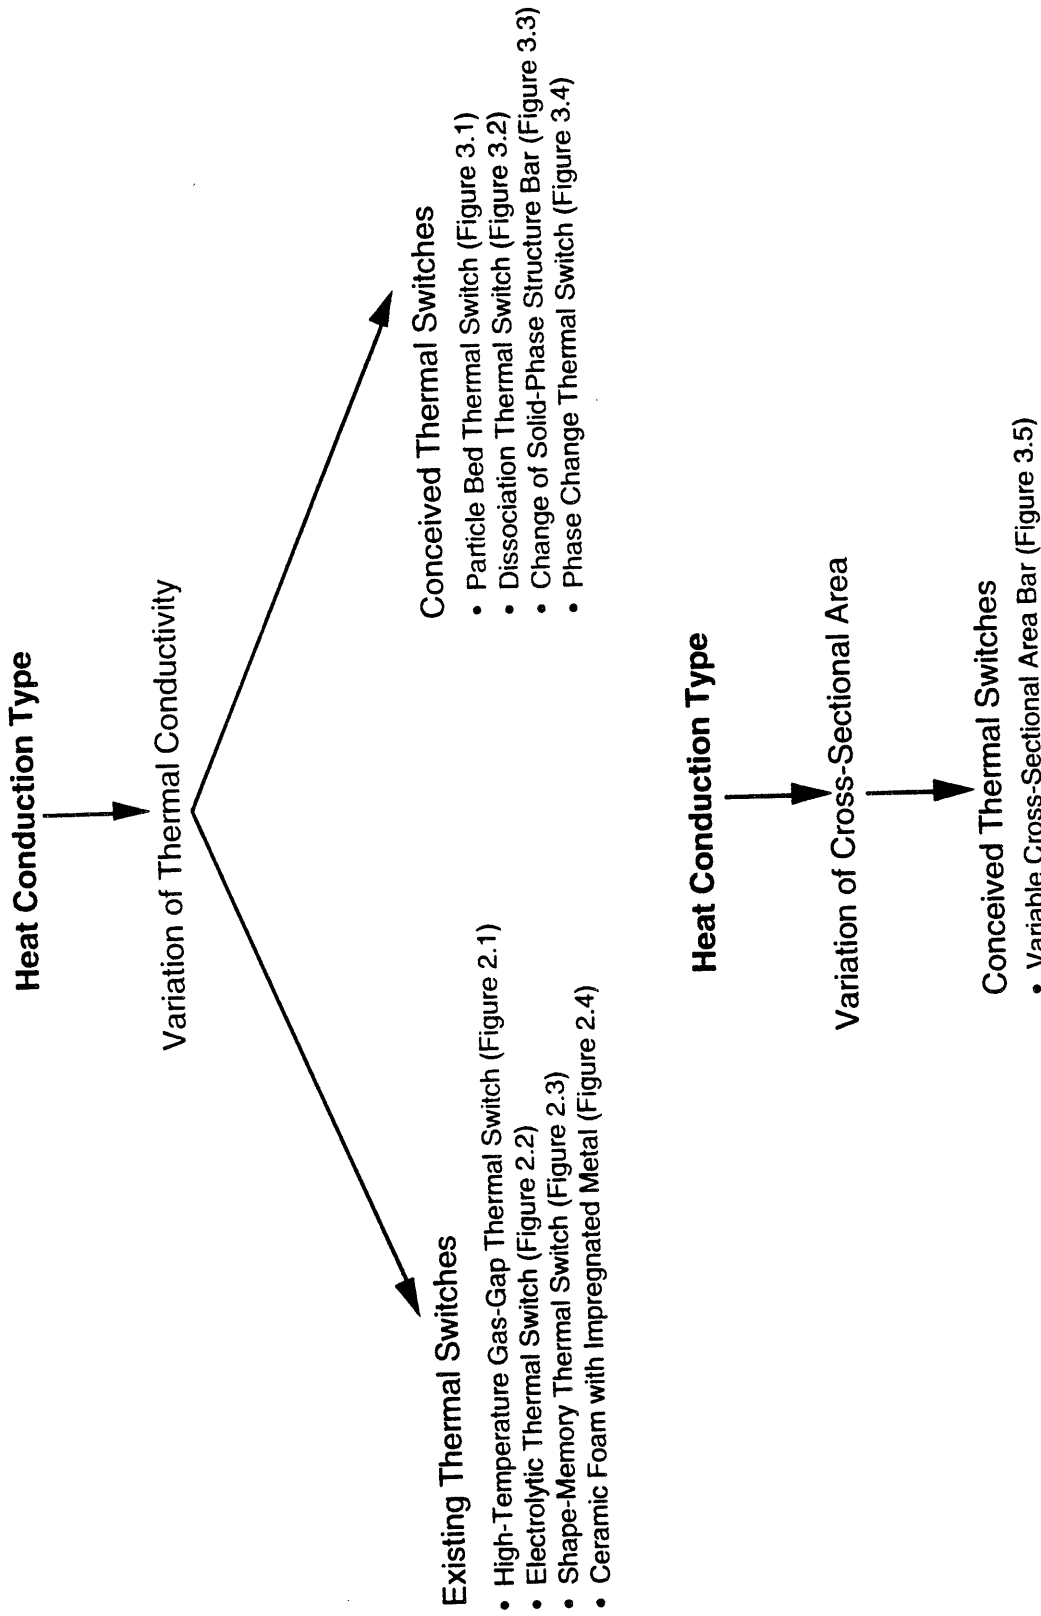 Heat Conduction Type
Variation of Thermal Conductivity
Existing Thermal Switches
• High-Temperature Gas-Gap Thermal Switch (Figure 2.1)
• Electrolytic Thermal Switch (Figure 2.2)
• Shape-Memory Thermal Switch (Figure 2.3)
• Ceramic Foam with Impregnated Metal (Figure 2.4)
Conceived Thermal Switches
• Particle Bed Thermal Switch (Figure 3.1)
• Dissociation Thermal Switch (Figure 3.2)
• Change of Solid-Phase Structure Bar (Figure 3.3)
• Phase Change Thermal Switch (Figure 3.4)
Heat Conduction Type
Variation of Cross-Sectional Area
Conceived Thermal Switches
• Variable Cross-Sectional Area Bar (Figure 3.5)